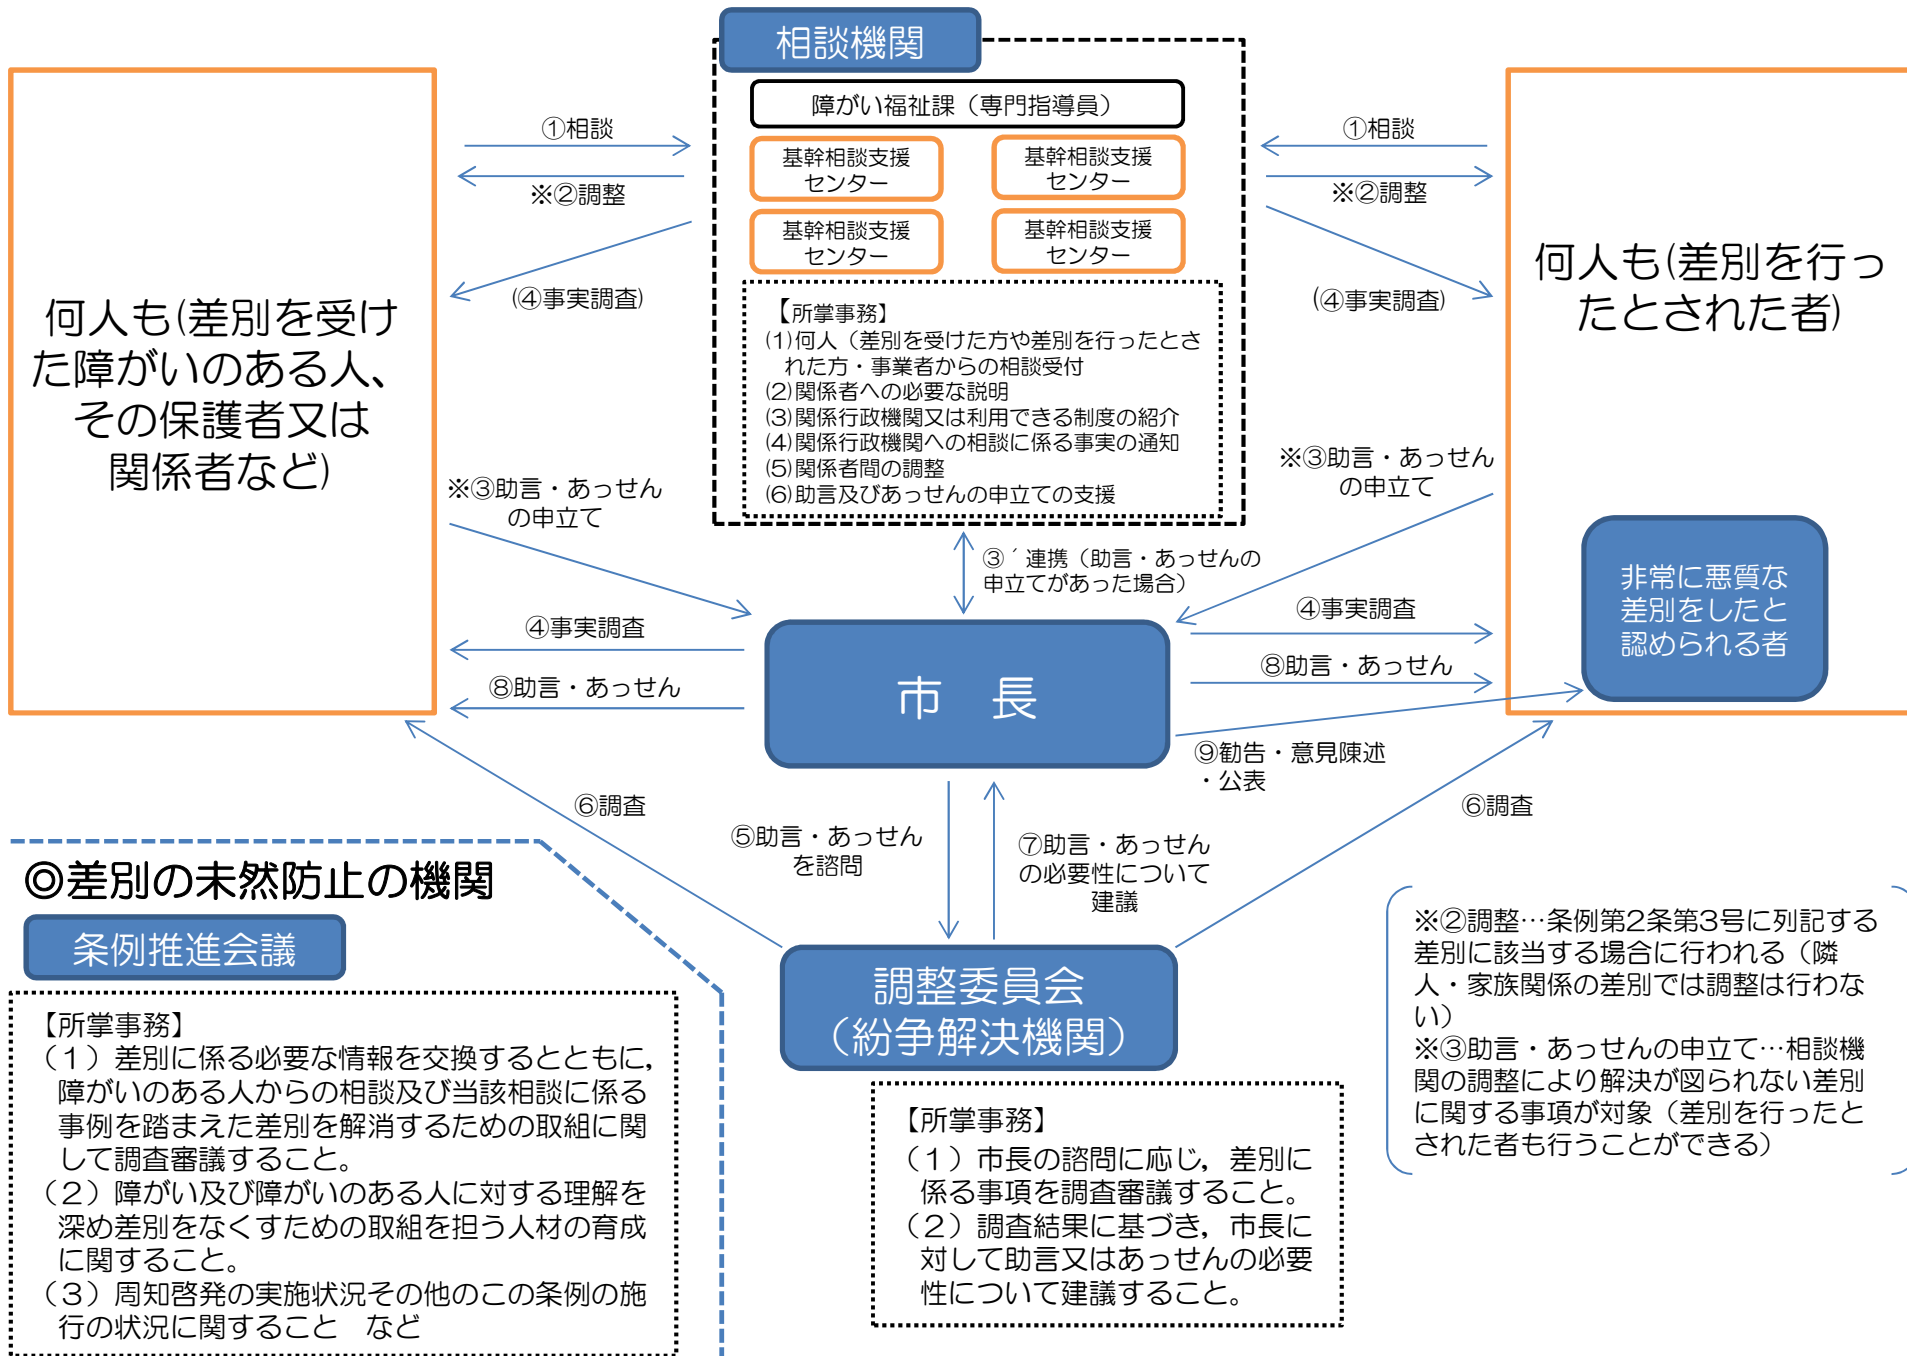 相談機関
障がい福祉課（専門指導員）
基幹相談支援
センター
基幹相談支援
センター
基幹相談支援
センター
基幹相談支援
センター
【所掌事務】
(1)何人（差別を受けた方や差別を行ったとさ
れた方・事業者からの相談受付
(2)関係者への必要な説明
(3)関係行政機関又は利用できる制度の紹介
(4)関係行政機関への相談に係る事実の通知
(5)関係者間の調整
(6)助言及びあっせんの申立ての支援
何人も(差別を受け
た障がいのある人、
その保護者又は
関係者など)
①相談
※②調整
(④事実調査)
※③助言・あっせん
の申立て
④事実調査
⑧助言・あっせん
①相談
※②調整
(④事実調査)
何人も(差別を行っ
たとされた者)
※③助言・あっせん
の申立て
非常に悪質な
差別をしたと
認められる者
③´連携（助言・あっせんの
申立てがあった場合）
④事実調査
⑧助言・あっせん
市　長
⑨勧告・意見陳述
・公表
⑥調査
⑤助言・あっせん
を諮問
⑦助言・あっせん
の必要性について
建議
⑥調査
◎差別の未然防止の機関
条例推進会議
【所掌事務】
（１）差別に係る必要な情報を交換するとともに，
障がいのある人からの相談及び当該相談に係る
事例を踏まえた差別を解消するための取組に関
して調査審議すること。
（２）障がい及び障がいのある人に対する理解を
深め差別をなくすための取組を担う人材の育成
に関すること。
（３）周知啓発の実施状況その他のこの条例の施
行の状況に関すること　など
調整委員会
（紛争解決機関）
【所掌事務】
（１）市長の諮問に応じ，差別に
係る事項を調査審議すること。
（２）調査結果に基づき，市長に
対して助言又はあっせんの必要
性について建議すること。
※②調整…条例第2条第3号に列記する
差別に該当する場合に行われる（隣
人・家族関係の差別では調整は行わな
い）
※③助言・あっせんの申立て…相談機
関の調整により解決が図られない差別
に関する事項が対象（差別を行ったと
された者も行うことができる）